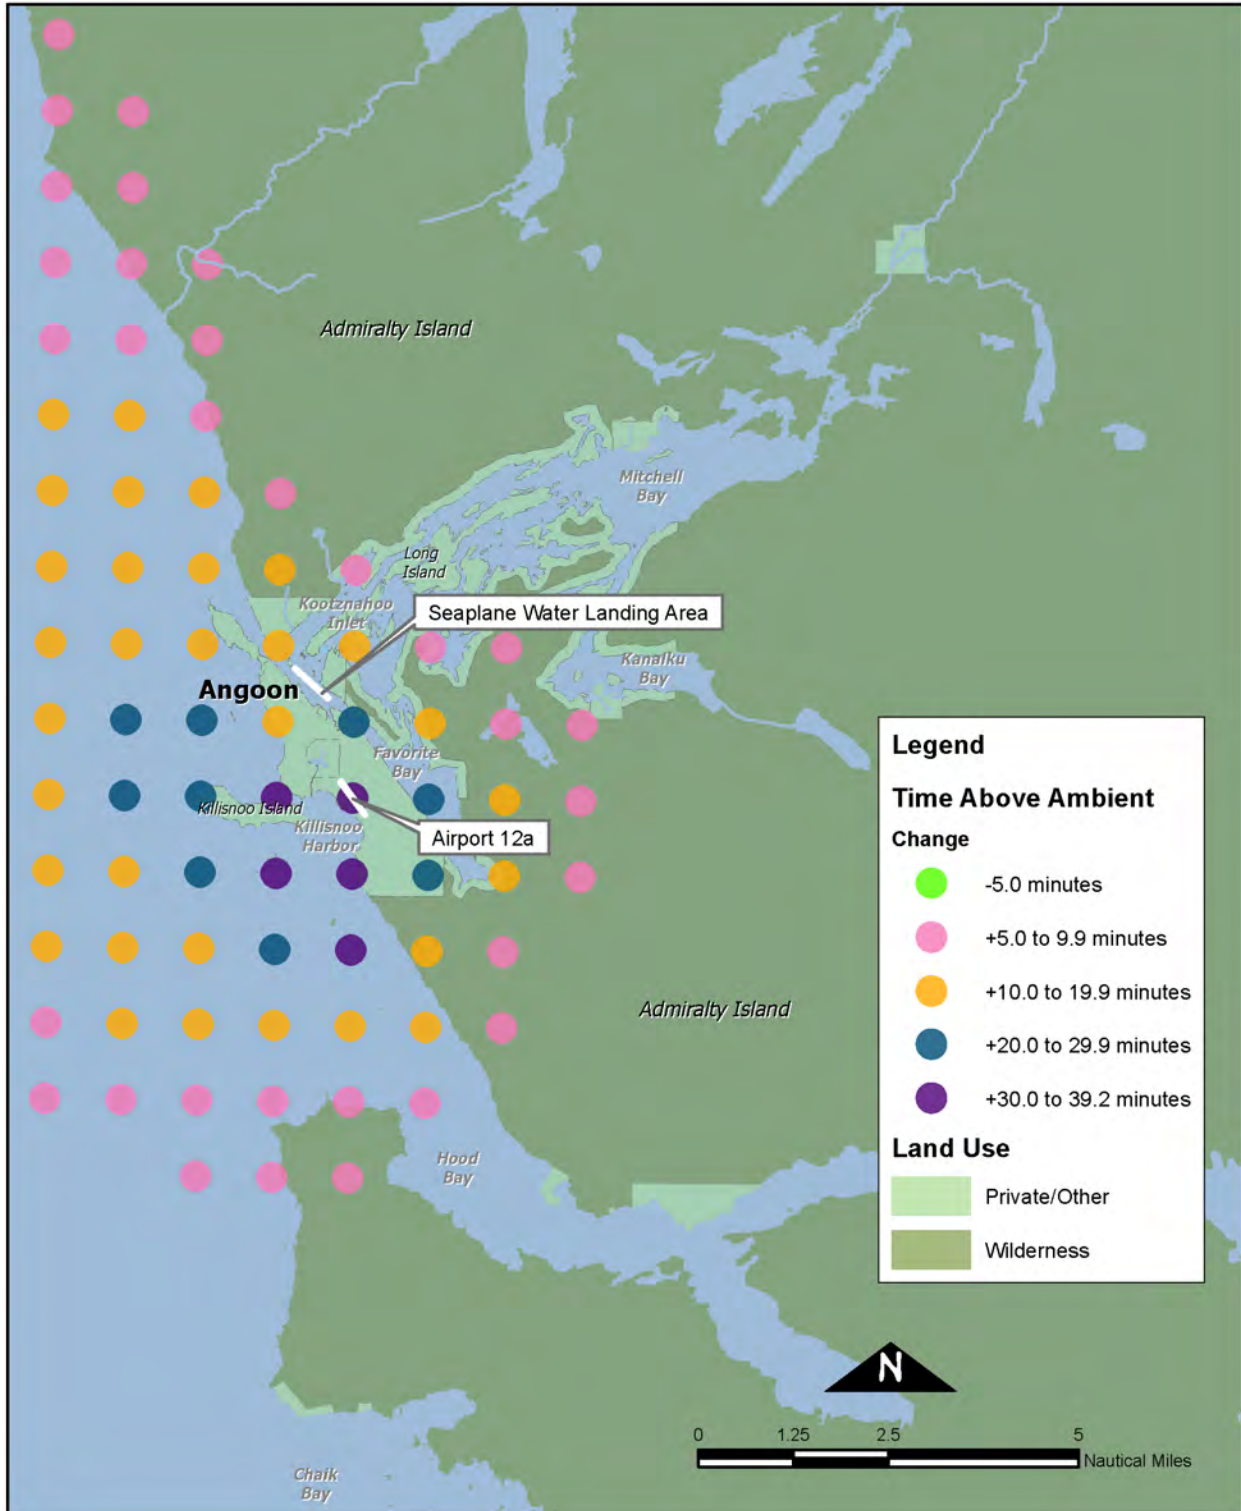 Admiralty Island
Mitchell
Bay
Long
Island
Kootznahoo
Inlet
Seaplane Water Landing Area
Kanalku
Bay
Angoon
Favorite
Bay
Killisnoo Island
Killisnoo
Harbor
Airport 12a
Admiralty Island
Hood
Bay
Chaik
Bay
Legend
Time Above Ambient
Change
-5.0 minutes
+5.0 to 9.9 minutes
+10.0 to 19.9 minutes
+20.0 to 29.9 minutes
+30.0 to 39.2 minutes
Land Use
Private/Other
Wilderness
N
0 1.25 2.5 5
Nautical Miles